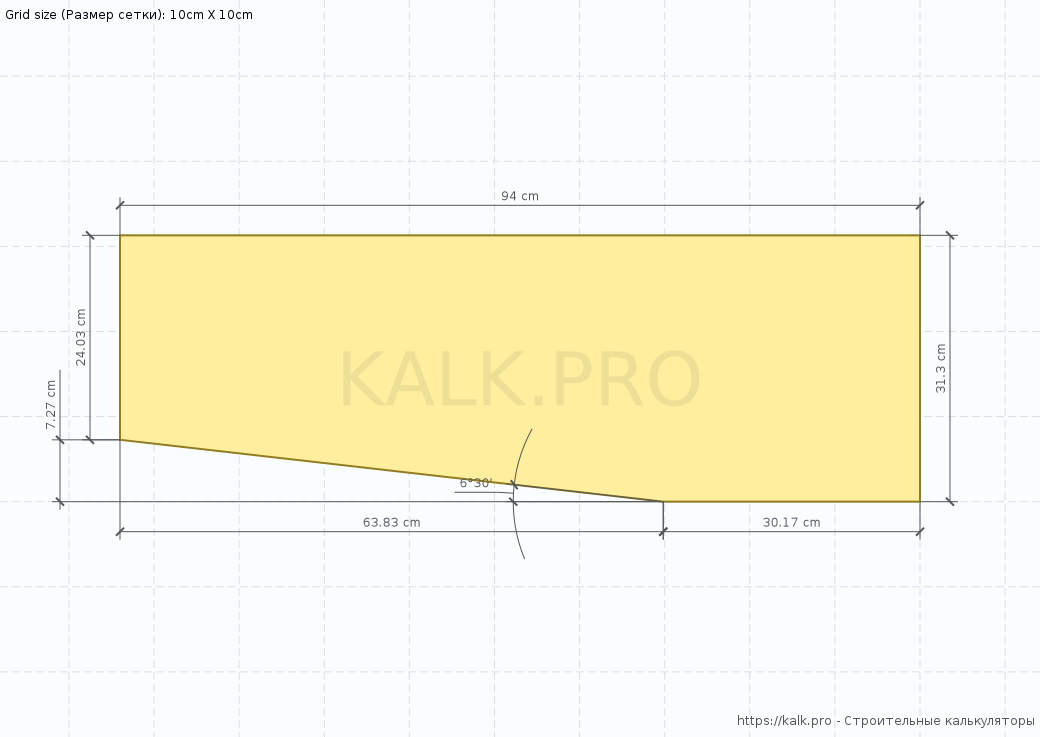 Grid size (Размер сетки): 10cm X 10cm
94 cm
24.03 cm
7.27 cm
31.3 cm
KALK.PRO
6°30'
63.83 cm
30.17 cm
https://kalk.pro - Строительные калькуляторы